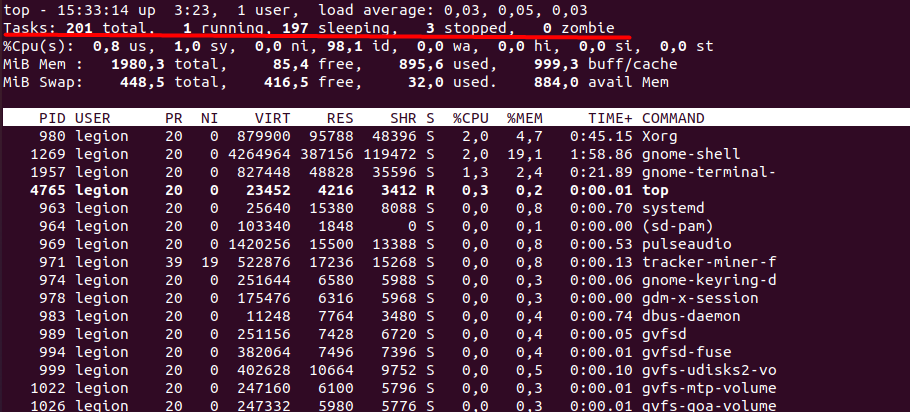 top - 15:33:14 up  3:23,  1 user,  load average: 0,03, 0,05, 0,03
Tasks: 201 total,   1 running, 197 sleeping,   3 stopped,   0 zombie
%Cpu(s):  0,8 us,  1,0 sy,  0,0 ni, 98,1 id,  0,0 wa,  0,0 hi,  0,0 si,  0,0 st
MiB Mem :   1980,3 total,     85,4 free,    895,6 used,    999,3 buff/cache
MiB Swap:    448,5 total,    416,5 free,     32,0 used.    884,0 avail Mem
PID USER      PR  NI    VIRT    RES    SHR S  %CPU  %MEM     TIME+ COMMAND
980 legion    20   0  879900  95788  48396 S   2,0   4,7   0:45.15 Xorg
1269 legion    20   0 4264964 387156 119472 S   2,0  19,1   1:58.86 gnome-shell
1957 legion    20   0  827448  48828  35596 S   1,3   2,4   0:21.89 gnome-terminal-
4765 legion    20   0   23452   4216   3412 R   0,3   0,2   0:00.01 top
963 legion    20   0   25640  15380   8088 S   0,0   0,8   0:00.70 systemd
964 legion    20   0  103340   1848      0 S   0,0   0,1   0:00.00 (sd-pam)
969 legion    20   0 1420256  15500  13388 S   0,0   0,8   0:00.53 pulseaudio
971 legion    39  19  522876  17236  15268 S   0,0   0,8   0:00.13 tracker-miner-f
974 legion    20   0  251644   6580   5988 S   0,0   0,3   0:00.06 gnome-keyring-d
978 legion    20   0  175476   6316   5968 S   0,0   0,3   0:00.00 gdm-x-session
983 legion    20   0   11248   7764   3480 S   0,0   0,4   0:00.74 dbus-daemon
989 legion    20   0  251156   7428   6720 S   0,0   0,4   0:00.05 gvfsd
994 legion    20   0  382064   7496   7396 S   0,0   0,4   0:00.01 gvfsd-fuse
999 legion    20   0  402628  10664   9752 S   0,0   0,5   0:00.10 gvfs-udisks2-vo
1022 legion    20   0  247160   6100   5796 S   0,0   0,3   0:00.01 gvfs-mtp-volume
1026 legion    20   0  247332   5980   5776 S   0,0   0,3   0:00.01 gvfs-goa-volume